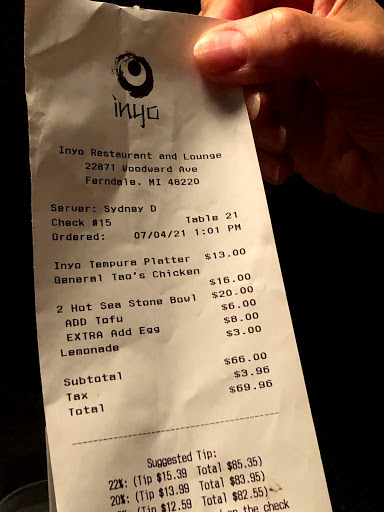 inyo
Inyo Restaurant and Lounge
22871 Woodward Ave
Ferndale, MI 48220
Server: Sydney D
Check #15 Table 21
Ordered: 07/04/21 1:01 PM
Inyo Tempura Platter $13.00
General Tao's Chicken
$16.00
2 Hot Sea Stone Bowl $20.00
ADD Tofu $6.00
EXTRA Add Egg $8.00
Lemonade $3.00
Subtotal $66.00
Tax $3.96
Total $69.96
Suggested Tip:
22%: (Tip $15.39 Total $85.35)
20%: (Tip $13.99 Total $83.95)
(Tip $12.59 Total $82.55)
on the check